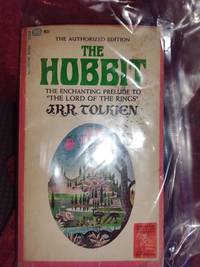 THE AUTHORIZED EDITION
THE
HOBBIT
THE ENCHANTING PRELUDE TO
"THE LORD OF THE RINGS"
J.R.R. TOLKIEN